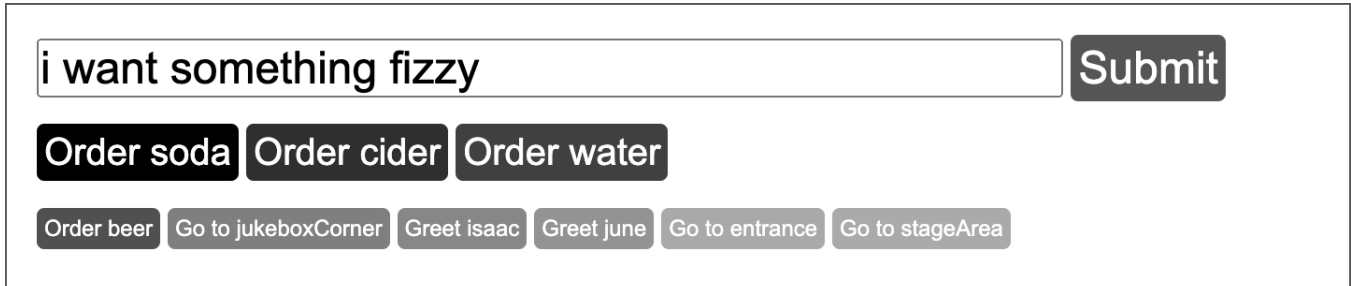 i want something fizzy Submit
Order soda Order cider Order water
Order beer Go to jukeboxCorner Greet isaac Greet june Go to entrance Go to stageArea